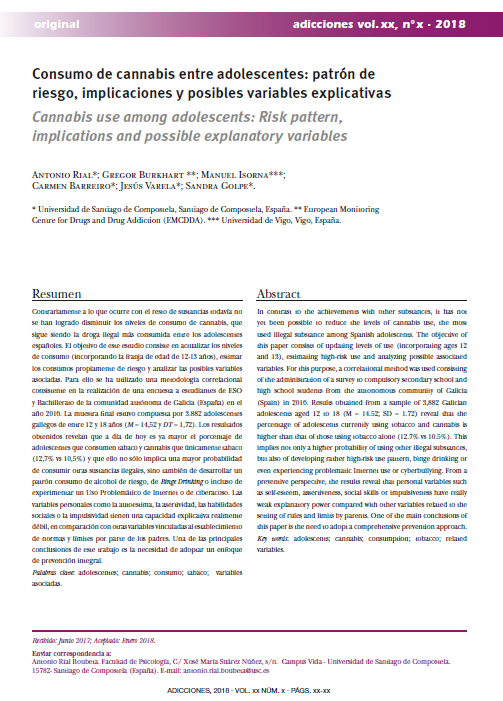 original
adicciones vol. xx, nºx · 2018
Consumo de cannabis entre adolescentes: patrón de
riesgo, implicaciones y posibles variables explicativas
Cannabis use among adolescents: Risk pattern,
implications and possible explanatory variables
Antonio Rial*; Gregor Burkhart **; Manuel Isorna***;
Carmen Barreiro*; Jesús Varela*; Sandra Golpe*.
* Universidad de Santiago de Compostela, Santiago de Compostela, España. ** European Monitoring
Centre for Drugs and Drug Addiction (EMCDDA). *** Universidad de Vigo, Vigo, España.
Resumen
Contrariamente a lo que ocurre con el resto de sustancias todavía no
se han logrado disminuir los niveles de consumo de cannabis, que
sigue siendo la droga ilegal más consumida entre los adolescentes
españoles. El objetivo de este estudio consiste en actualizar los niveles
de consumo (incorporando la franja de edad de 12-13 años), estimar
los consumos de riesgo y analizar las posibles variables
asociadas. Para ello se ha utilizado una metodología correlacional
consistente en la realización de una encuesta a estudiantes de ESO
y Bachillerato de la comunidad autónoma de Galicia (España) en el
año 2016. La muestra final estuvo compuesta por 3.882 adolescentes
gallegos de entre 12 y 18 años (M = 14,52 y DT = 1,72). Los resultados
obtenidos revelan que a día de hoy es ya mayor el porcentaje de
adolescentes que consumen tabaco y cannabis que únicamente tabaco
(12,7% vs 10,5%) y que ello no sólo implica una mayor probabilidad
de consumir otras sustancias ilegales, sino también de desarrollar un
patrón consumo de alcohol de riesgo, de Binge Drinking o incluso de
experimentar un Uso Problemático de Internet o de ciberacoso. Las
variables personales como la autoestima, la asertividad, las habilidades
sociales o la impulsividad tienen una capacidad explicativa realmente
débil, en comparación con otras variables vinculadas al establecimiento
de normas y límites por parte de los padres. Una de las principales
conclusiones de este trabajo es la necesidad de adoptar un enfoque
de prevención integral.
Palabras clave: adolescentes; cannabis; consumo; tabaco; variables
asociadas.
Abstract
In contrast to the achievements with other substances, it has not
yet been possible to reduce the levels of cannabis use, the most
used illegal substance among Spanish adolescents. The objective of
this paper consists of updating levels of use (incorporating ages 12
and 13), estimating high-risk use and analyzing possible associated
variables. For this purpose, a correlational method was used consisting
of the administration of a survey to compulsory secondary school and
high school students from the autonomous community of Galicia
(Spain) in 2016. Results obtained from a sample of 3,882 Galician
adolescents aged 12 to 18 (M = 14.52; SD = 1.72) reveal that the
percentage of adolescents currently using tobacco and cannabis is
higher than that of those using tobacco alone (12.7% vs 10.5%). This
implies not only a higher probability of using other illegal substances,
but also of developing rather high-risk use pattern, binge drinking or
even experiencing problematic Internet use or cyberbullying. From a
preventive perspective, the results reveal that personal variables such
as self-esteem, assertiveness, social skills or impulsiveness have really
weak explanatory power compared with other variables related to the
setting of rules and limits by parents. One of the main conclusions of
this paper is the need to adopt a comprehensive prevention approach.
Key words: adolescents; cannabis; consumption; tobacco; related
variables.
Recibido: Junio 2017; Aceptado: Enero 2018.
Enviar correspondencia a:
Antonio Rial Boubeta. Facultad de Psicología, C/ Xosé María Suárez Núñez, s/n. Campus Vida - Universidad de Santiago de Compostela.
15782- Santiago de Compostela (España). E-mail: antonio.rial.boubeta@usc.es
ADICCIONES, 2018 · VOL. xx NÚM. x · PÁGS. xx-xx